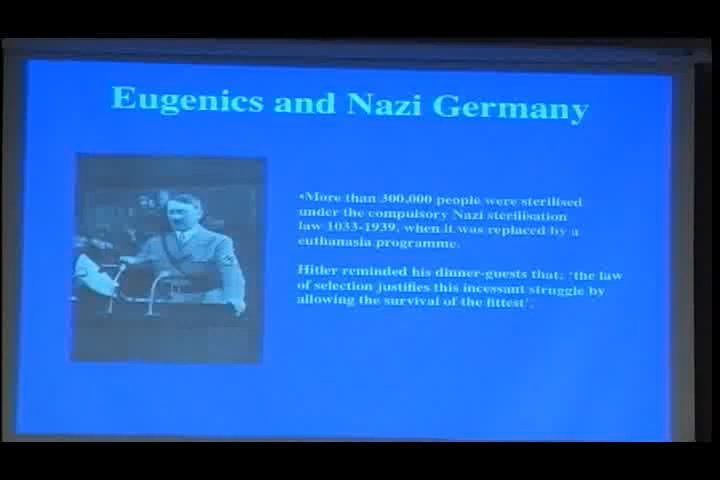 Eugenics and Nazi Germany
•More than 300,000 people were sterilised
under the compulsory Nazi sterilisation
law 1033-1939, when it was replaced by a
euthanasia programme.
Hitler reminded his dinner-guests that; 'the law
of selection justifies this incessant struggle by
allowing the survival of the fittest'.